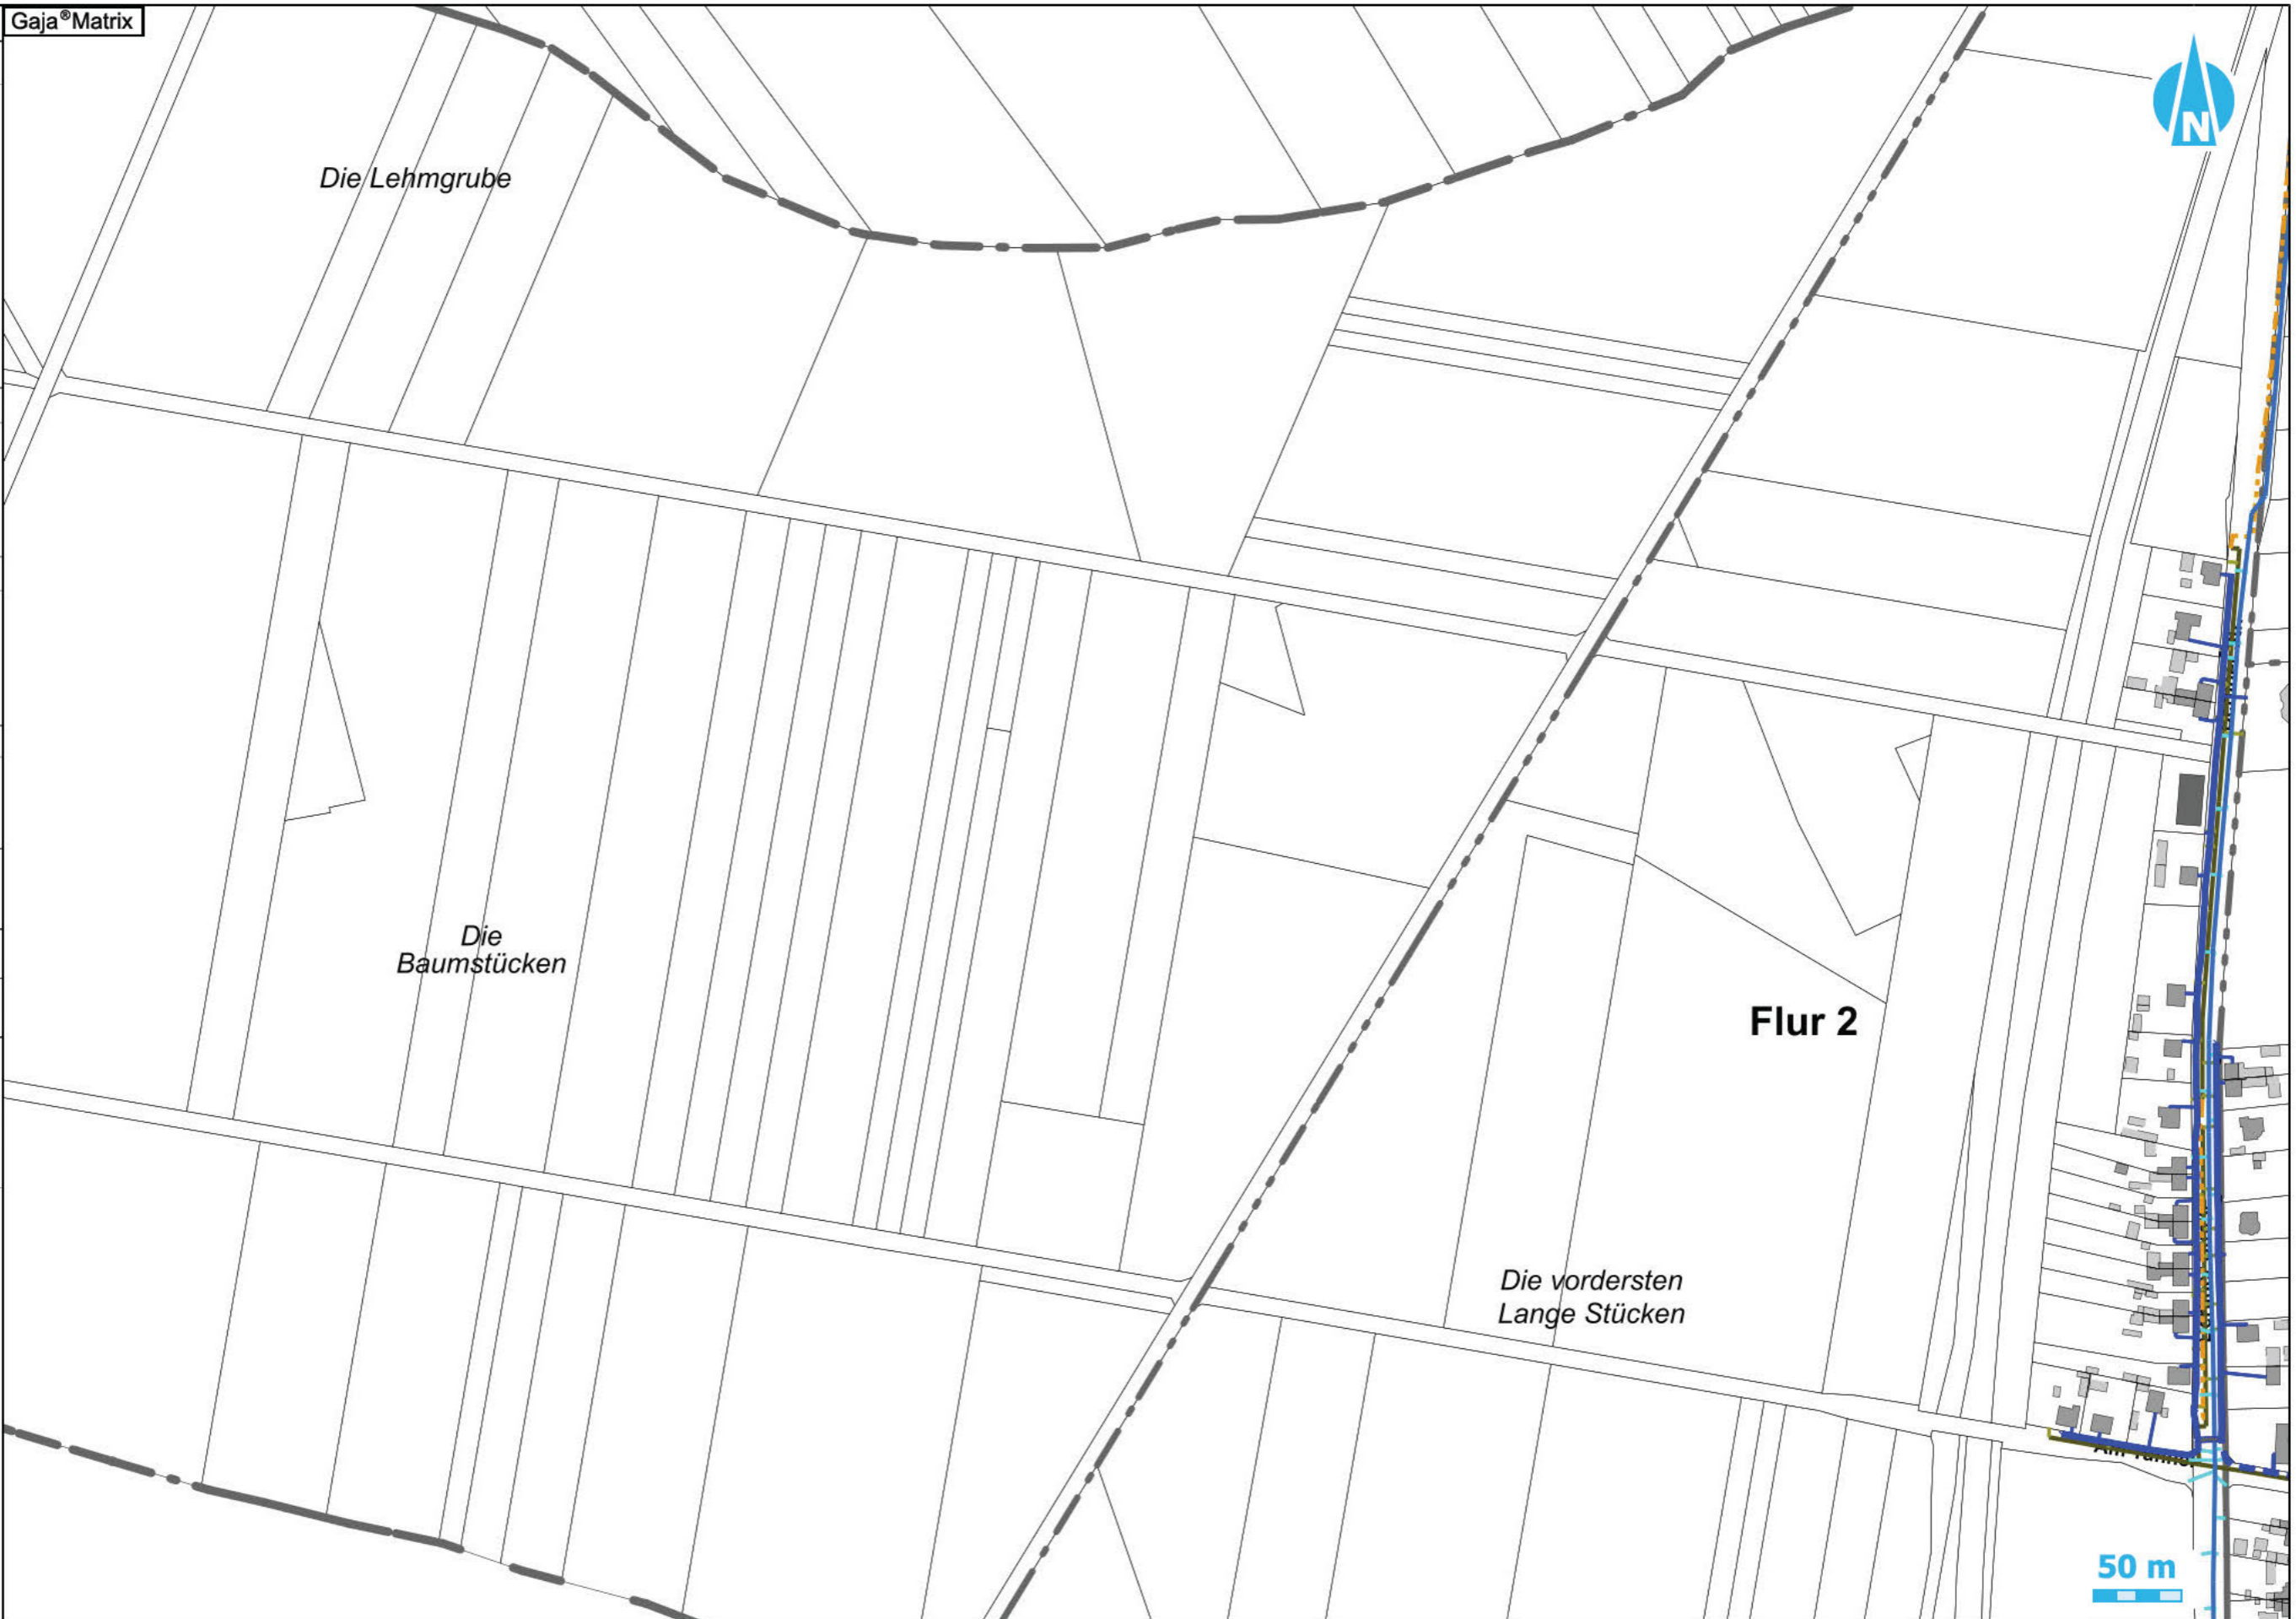 Gaja®Matrix
N
Die Lehmgrube
Die
Baumstücken
Flur 2
Die vordersten
Lange Stücken
50 m